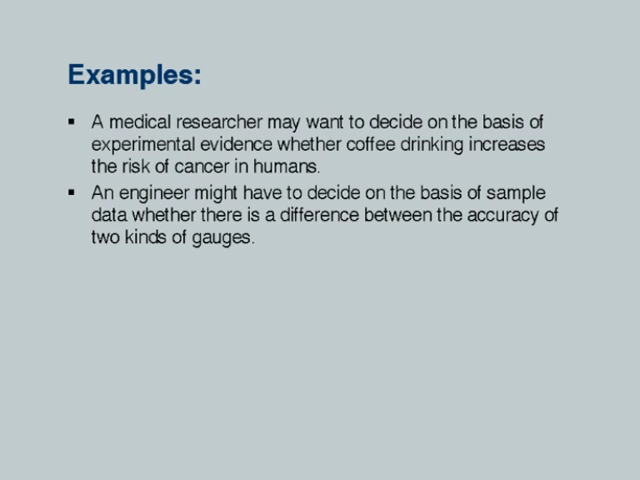 Examples:
▪ A medical researcher may want to decide on the basis of
experimental evidence whether coffee drinking increases
the risk of cancer in humans.
▪ An engineer might have to decide on the basis of sample
data whether there is a difference between the accuracy of
two kinds of gauges.